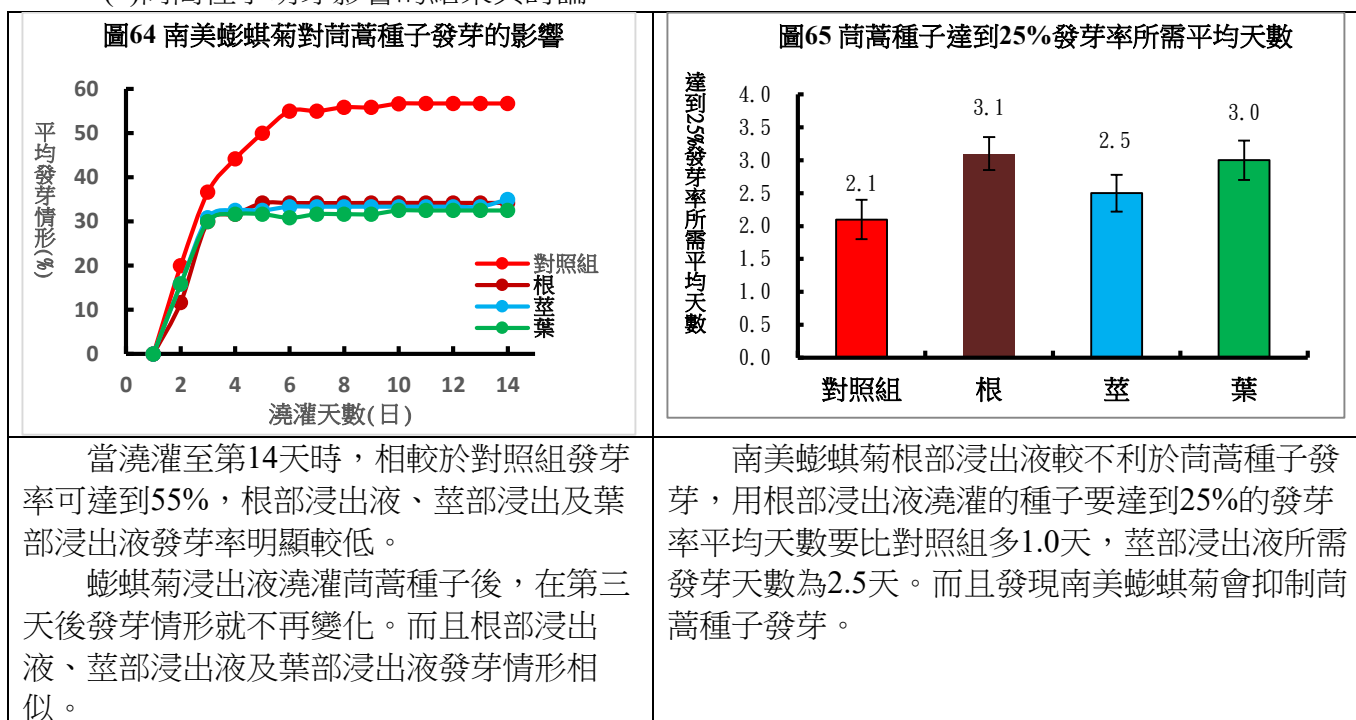 圖64 南美蟛蜞菊對茼蒿種子發芽的影響
平均發芽情形(%)
60
50
40
30
20
10
0
0 2 4 6 8 10 12 14
澆灌天數(日)
對照組
根
莖
葉
圖65 茼蒿種子達到25%發芽率所需平均天數
達到25%發芽率所需平均天數
4.0
3.5
3.0
2.5
2.0
1.5
1.0
0.5
0.0
2.1
3.1
2.5
3.0
對照組 根 莖 葉
當澆灌至第14天時，相較於對照組發芽
率可達到55%，根部浸出液、莖部浸出及葉
部浸出液發芽率明顯較低。
蟛蜞菊浸出液澆灌茼蒿種子後，在第三
天後發芽情形就不再變化。而且根部浸出
液、莖部浸出液及葉部浸出液發芽情形相
似。
南美蟛蜞菊根部浸出液較不利於茼蒿種子發
芽，用根部浸出液澆灌的種子要達到25%的發芽
率平均天數要比對照組多1.0天，莖部浸出液所需
發芽天數為2.5天。而且發現南美蟛蜞菊會抑制茼
蒿種子發芽。